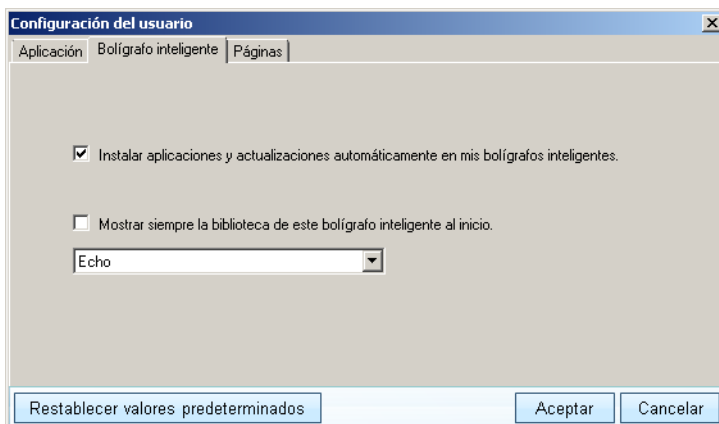 Configuración del usuario
Aplicación Bolígrafo inteligente Páginas
Instalar aplicaciones y actualizaciones automáticamente en mis bolígrafos inteligentes.
Mostrar siempre la biblioteca de este bolígrafo inteligente al inicio.
Echo
Restablecer valores predeterminados Aceptar Cancelar